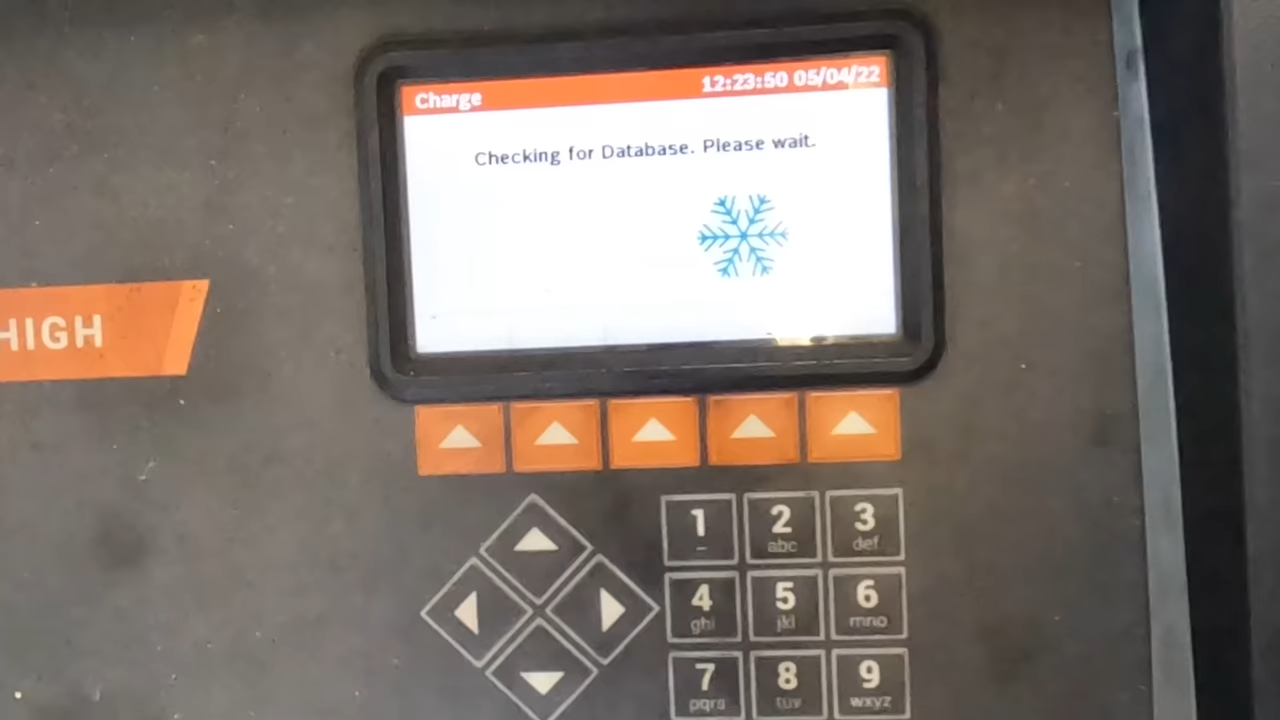 Charge 12:23:50 05/04/22
Checking for Database. Please wait.
HIGH
1 2 3
_ abc def
4 5 6
ghi jkl mno
7 8 9
pqrs tuv wxyz